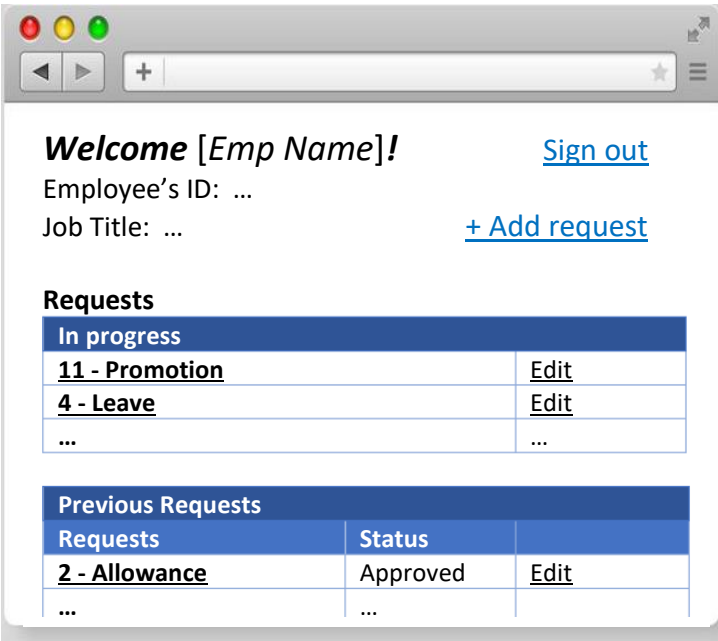 Welcome [Emp Name]! Sign out
Employee’s ID: …
Job Title: … + Add request
Requests
In progress
11 - Promotion Edit
4 - Leave Edit
… …
Previous Requests
Requests Status
2 - Allowance Approved Edit
… …